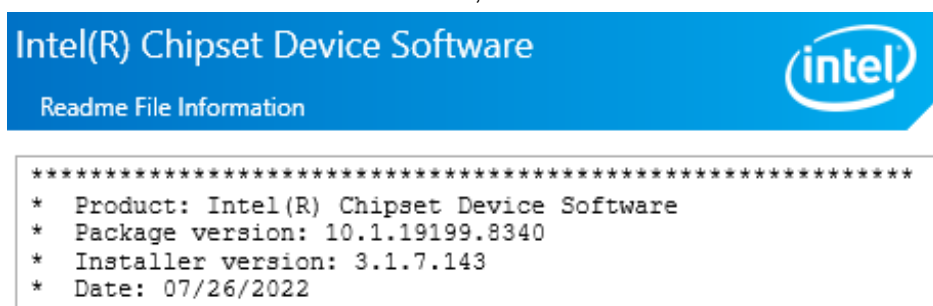 Intel(R) Chipset Device Software
intel
Readme File Information
**************************************************************
*   Product: Intel(R) Chipset Device Software
*   Package version: 10.1.19199.8340
*   Installer version: 3.1.7.143
*   Date: 07/26/2022